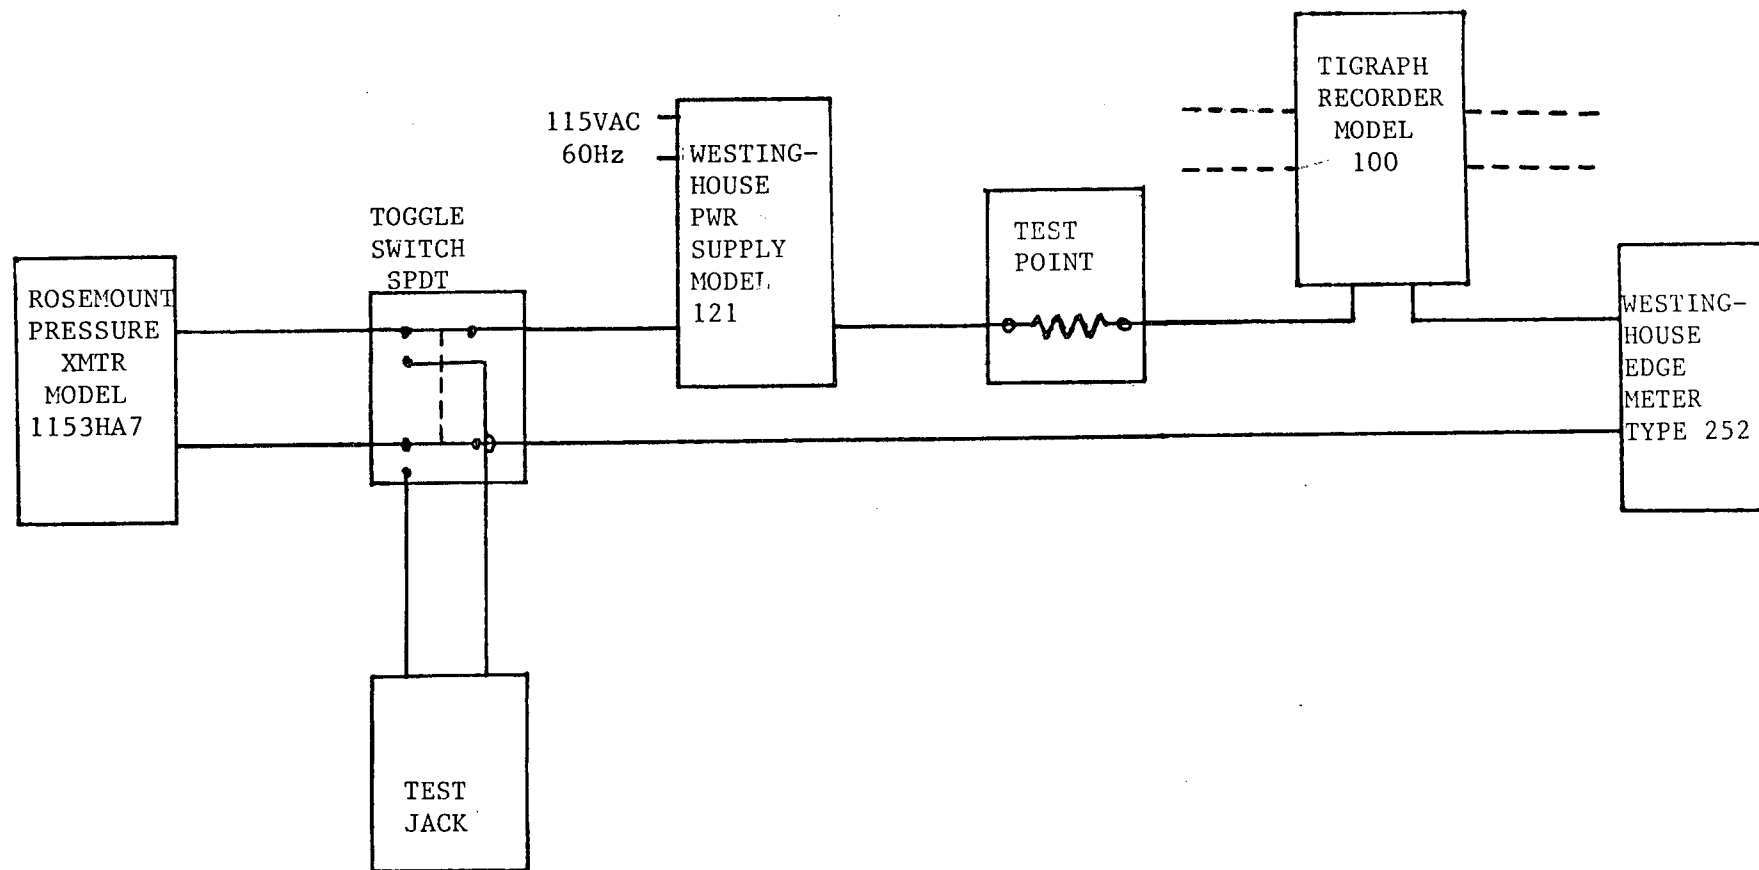 ROSEMOUNT
PRESSURE
XMTR
MODEL
1153HA7
TOGGLE
SWITCH
SPDT
TEST
JACK
115VAC
60Hz
WESTING-
HOUSE
PWR
SUPPLY
MODEL
121
TEST
POINT
TIGRAPH
RECORDER
MODEL
100
WESTING-
HOUSE
EDGE
METER
TYPE 252